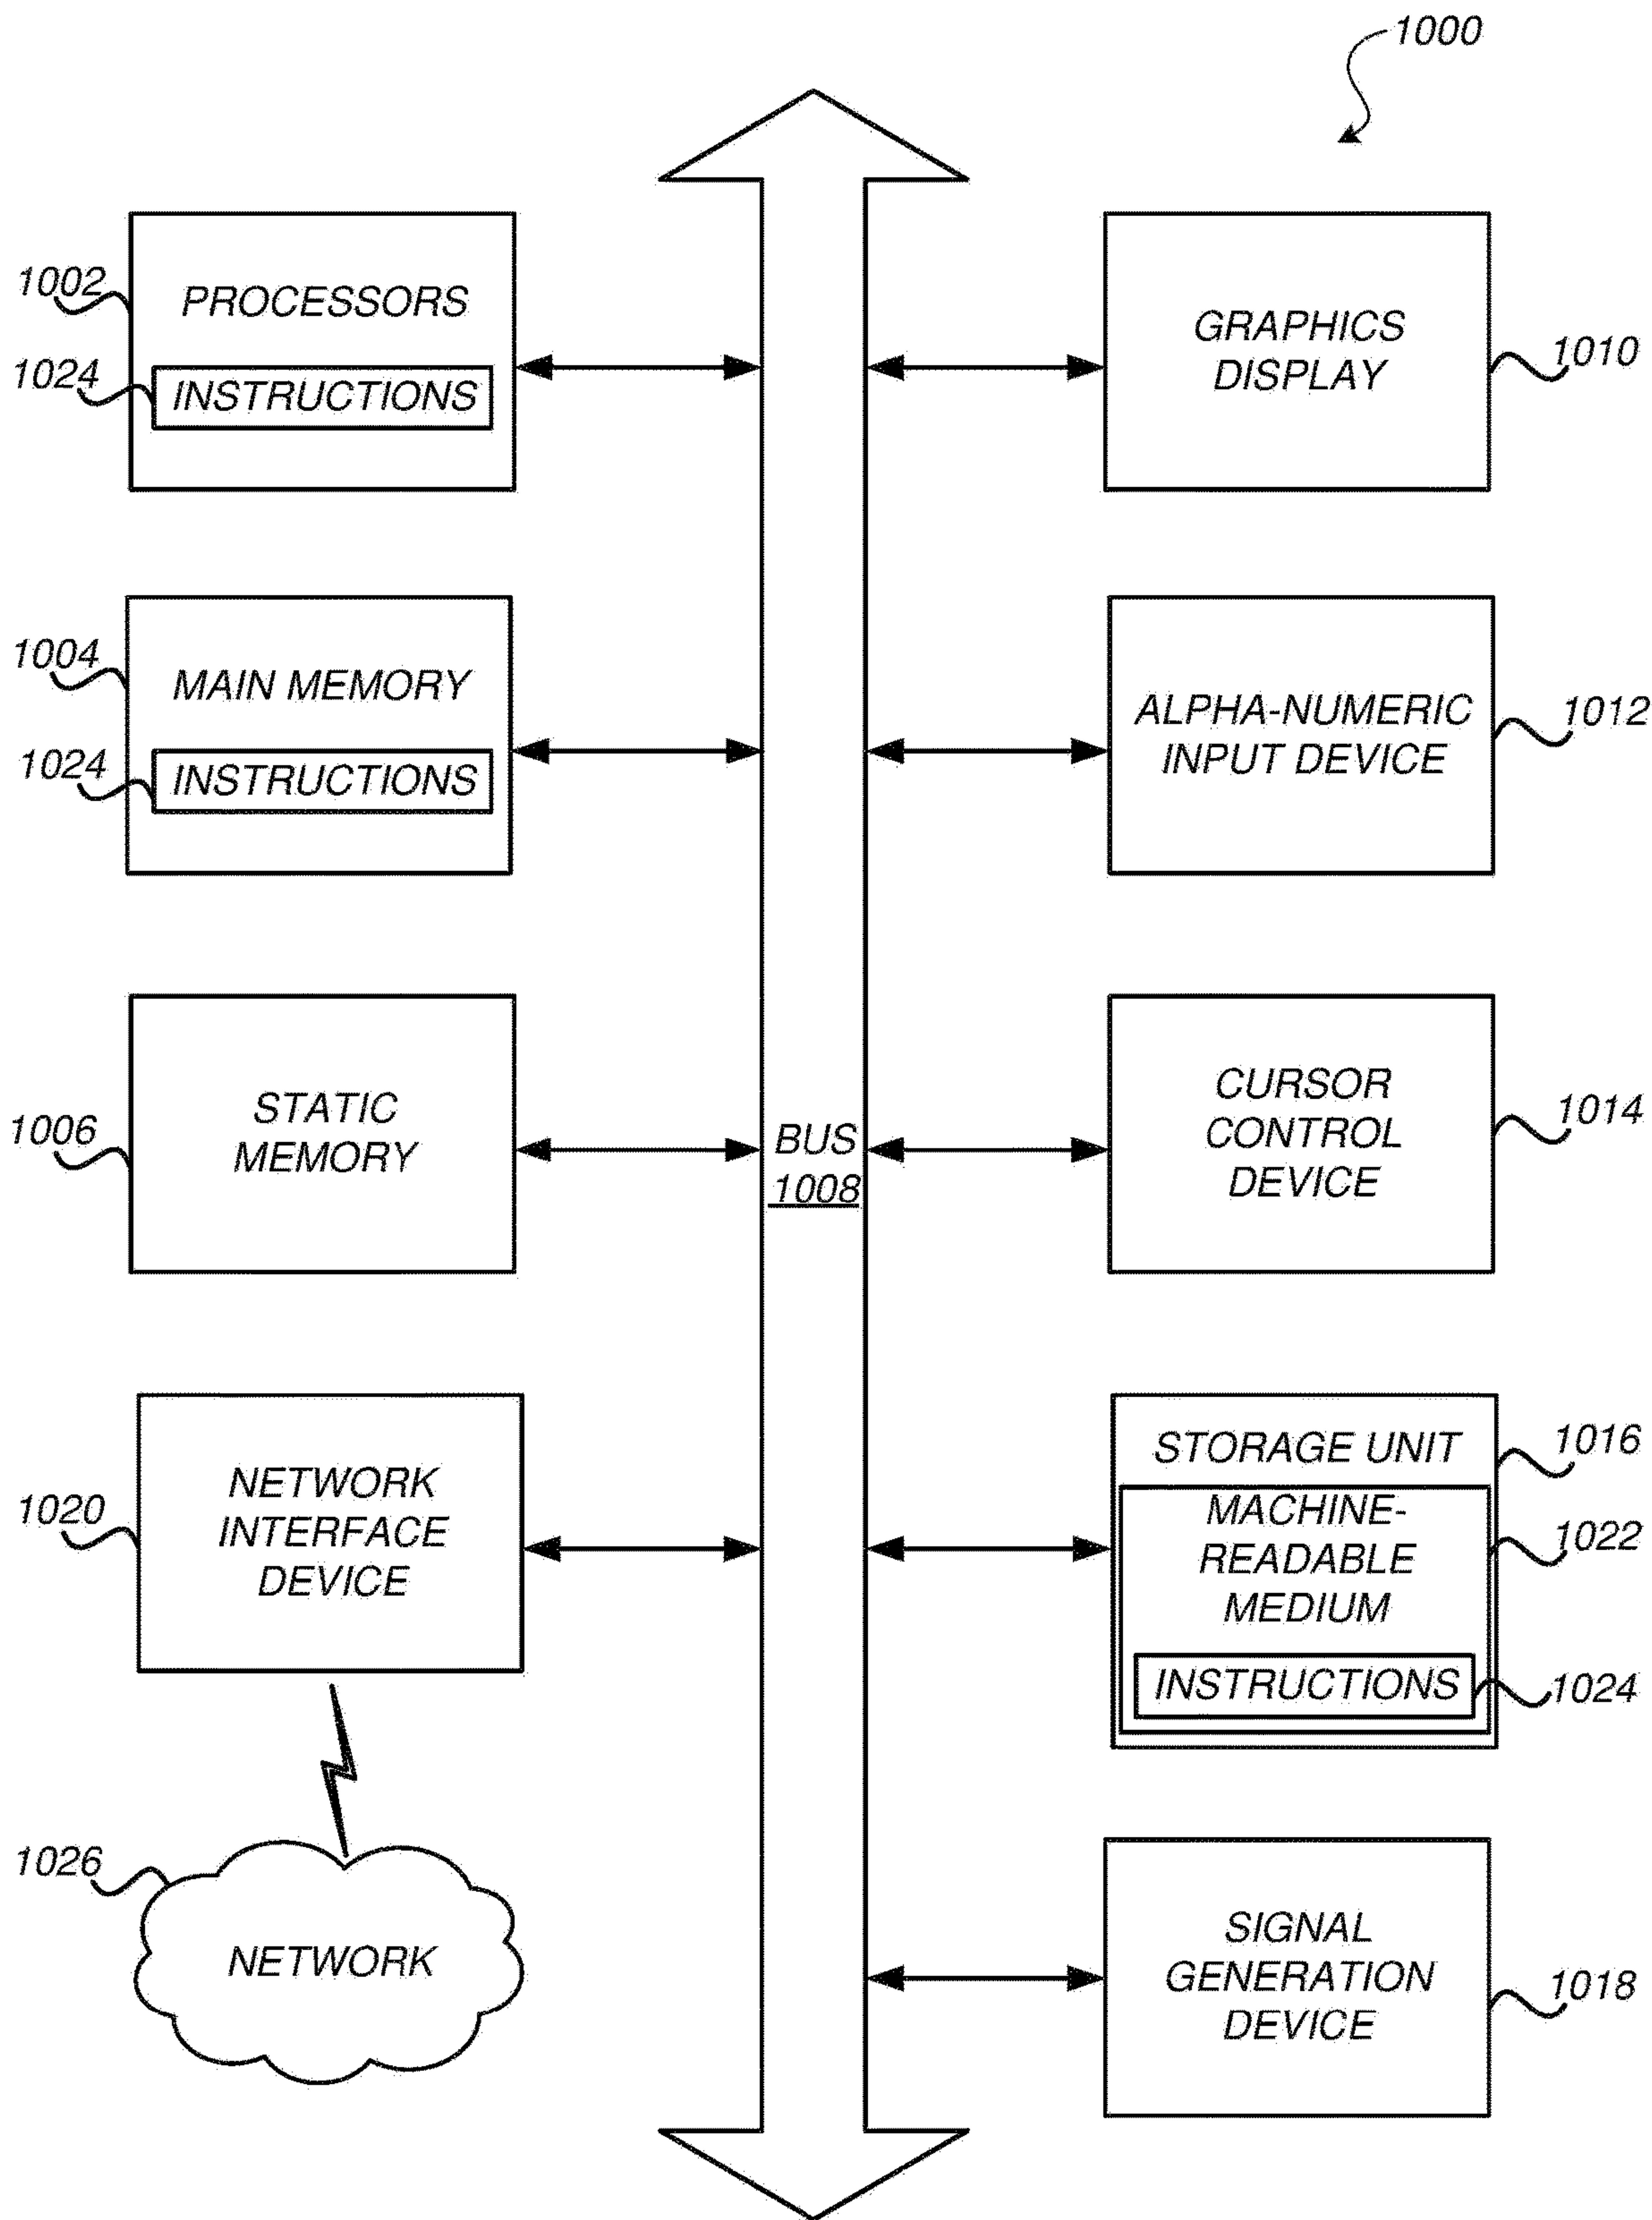 1000
1002
PROCESSORS
1024
INSTRUCTIONS
GRAPHICS
DISPLAY
1010
1004
MAIN MEMORY
1024
INSTRUCTIONS
ALPHA-NUMERIC
INPUT DEVICE
1012
1006
STATIC
MEMORY
BUS
1008
CURSOR
CONTROL
DEVICE
1014
1020
NETWORK
INTERFACE
DEVICE
STORAGE UNIT
1016
MACHINE-
READABLE
MEDIUM
1022
INSTRUCTIONS
1024
1026
NETWORK
SIGNAL
GENERATION
DEVICE
1018